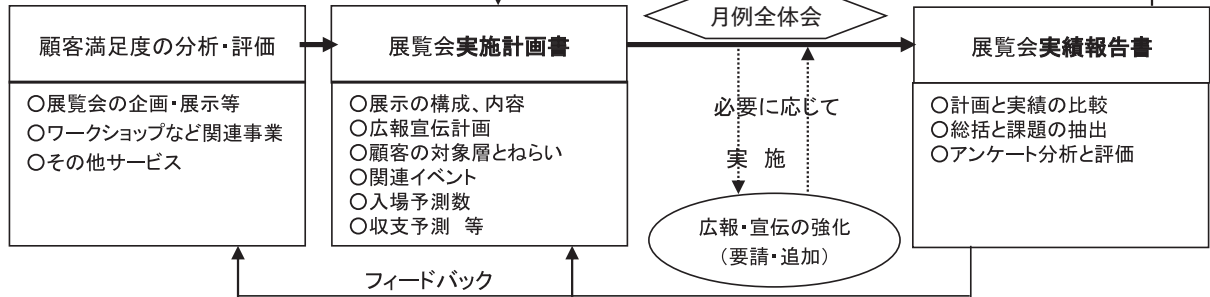 月例全体会
顧客満足度の分析・評価
○展覧会の企画・展示等
○ワークショップなど関連事業
○その他サービス
展覧会実施計画書
○展示の構成、内容
○広報宣伝計画
○顧客の対象層とねらい
○関連イベント
○入場予測数
○収支予測 等
必要に応じて
実 施
広報・宣伝の強化
（要請・追加）
展覧会実績報告書
○計画と実績の比較
○総括と課題の抽出
○アンケート分析と評価
フィードバック